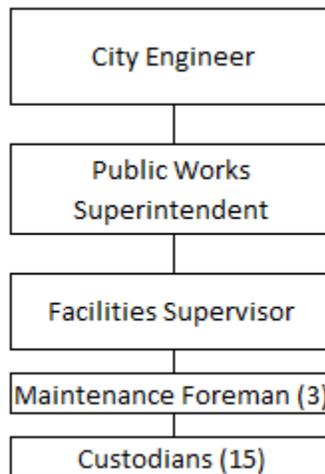 City Engineer
Public Works
Superintendent
Facilities Supervisor
Maintenance Foreman (3)
Custodians (15)